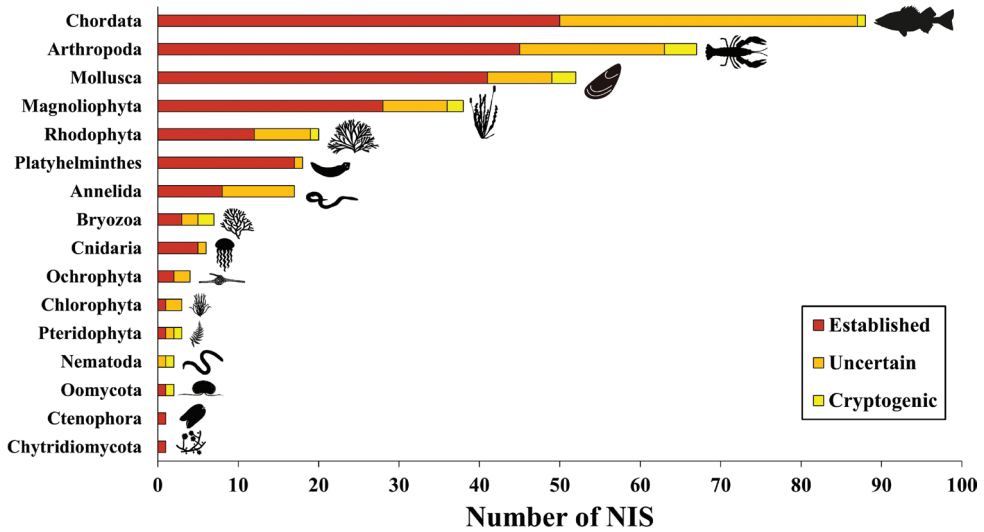 Chordata
Arthropoda
Mollusca
Magnoliophyta
Rhodophyta
Platyhelminthes
Annelida
Bryozoa
Cnidaria
Ochrophyta
Chlorophyta
Pteridophyta
Nematoda
Oomycota
Ctenophora
Chytridiomycota
Established
Uncertain
Cryptogenic
0 10 20 30 40 50 60 70 80 90 100
Number of NIS